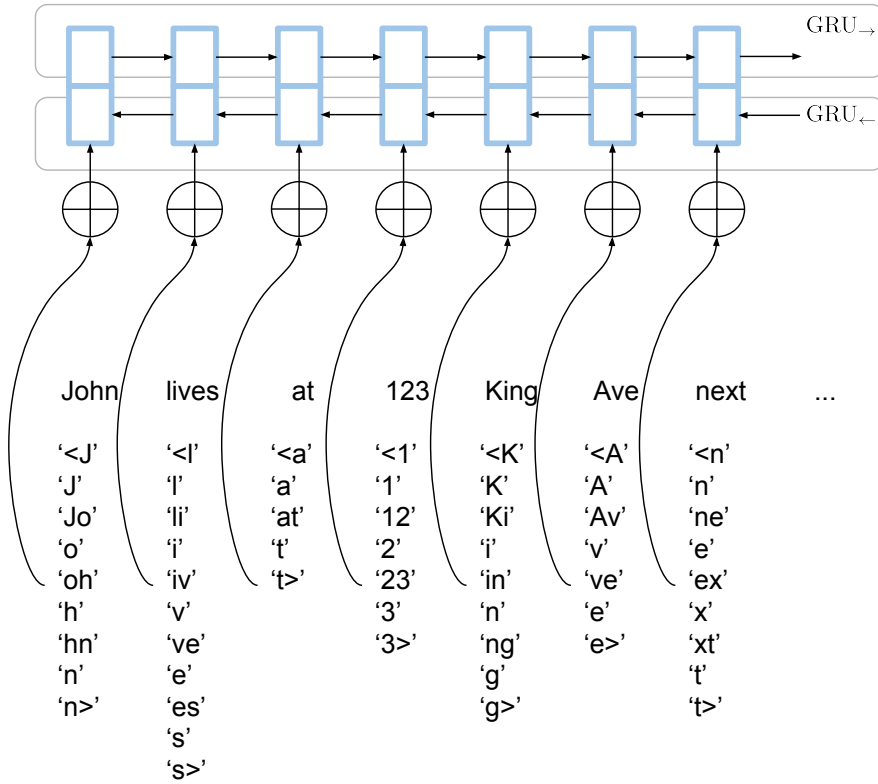 GRU→
GRU←
John lives at 123 King Ave next ...
‘<J’ ‘<l’ ‘<a’ ‘<1’ ‘<K’ ‘<A’ ‘<n’
‘J’ ‘l’ ‘a’ ‘1’ ‘K’ ‘A’ ‘n’
‘Jo’ ‘li’ ‘at’ ‘12’ ‘Ki’ ‘Av’ ‘ne’
‘o’ ‘i’ ‘t’ ‘2’ ‘i’ ‘v’ ‘e’
‘oh’ ‘iv’ ‘t>’ ‘23’ ‘in’ ‘ve’ ‘ex’
‘h’ ‘v’ ‘3’ ‘n’ ‘e’ ‘x’
‘hn’ ‘ve’ ‘3>’ ‘ng’ ‘e>’ ‘xt’
‘n’ ‘e’ ‘g’ ‘t’
‘n>’ ‘es’ ‘g>’ ‘t>’
‘s’
‘s>’